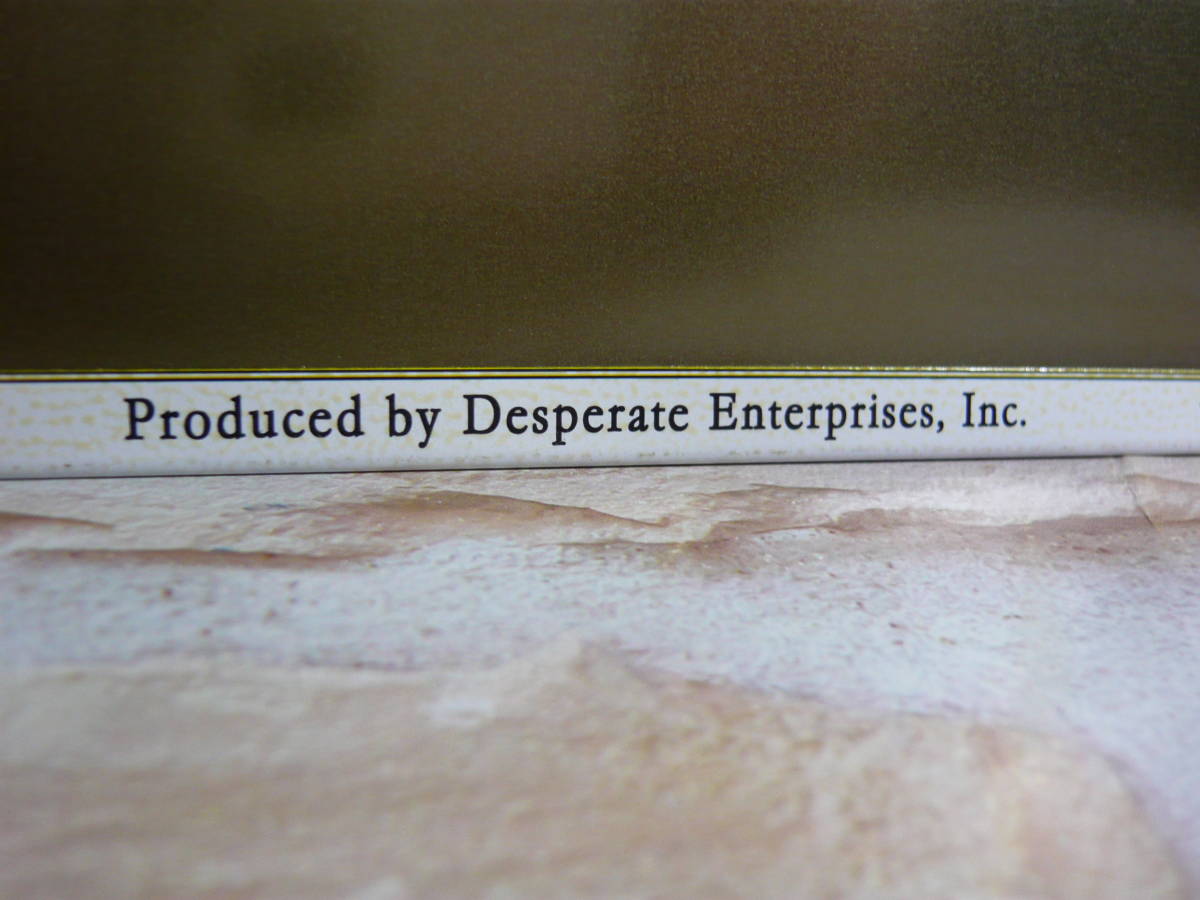 Produced by Desperate Enterprises, Inc.